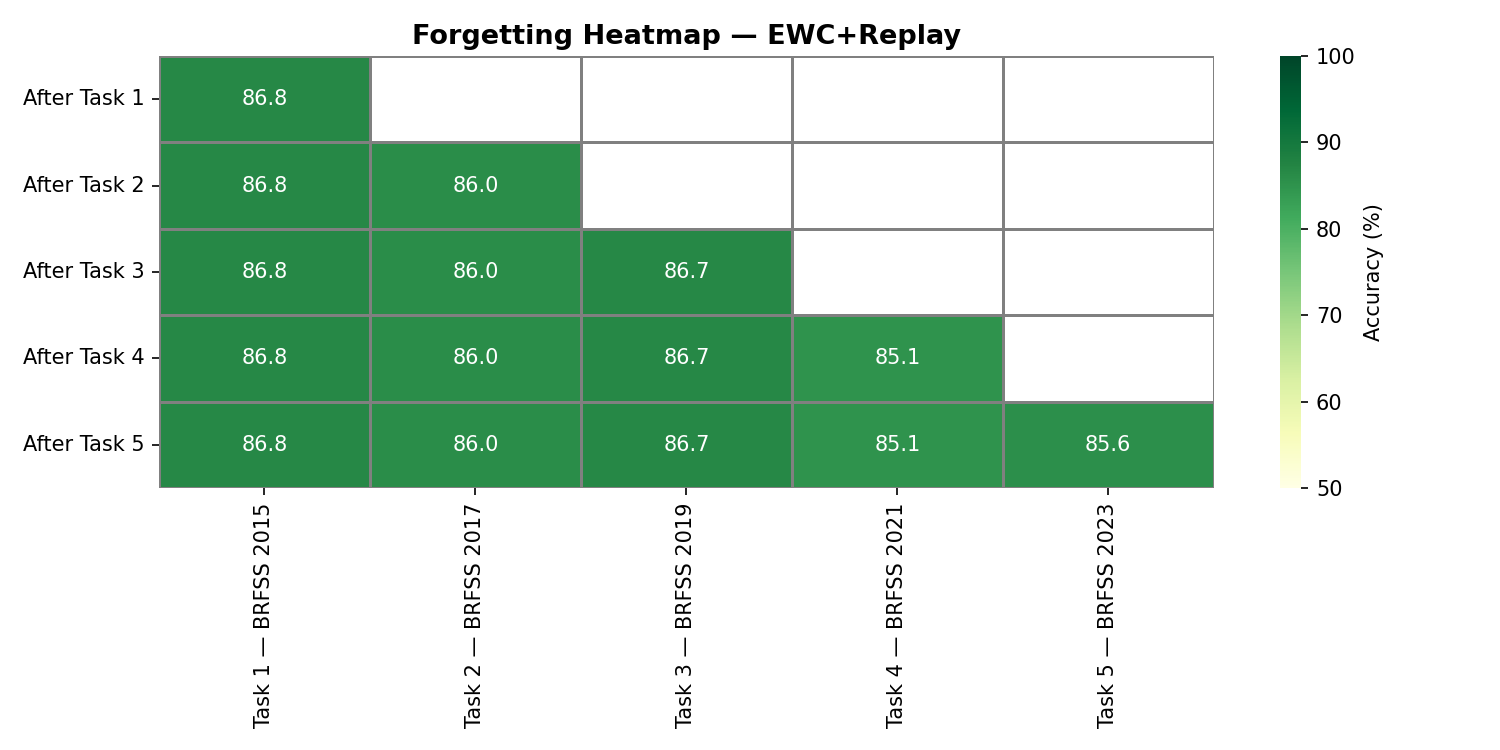 Forgetting Heatmap — EWC+Replay
After Task 1 86.8
After Task 2 86.8 86.0
After Task 3 86.8 86.0 86.7
After Task 4 86.8 86.0 86.7 85.1
After Task 5 86.8 86.0 86.7 85.1 85.6
Task 1 — BRFSS 2015
Task 2 — BRFSS 2017
Task 3 — BRFSS 2019
Task 4 — BRFSS 2021
Task 5 — BRFSS 2023
100
90
80
70
60
50
Accuracy (%)